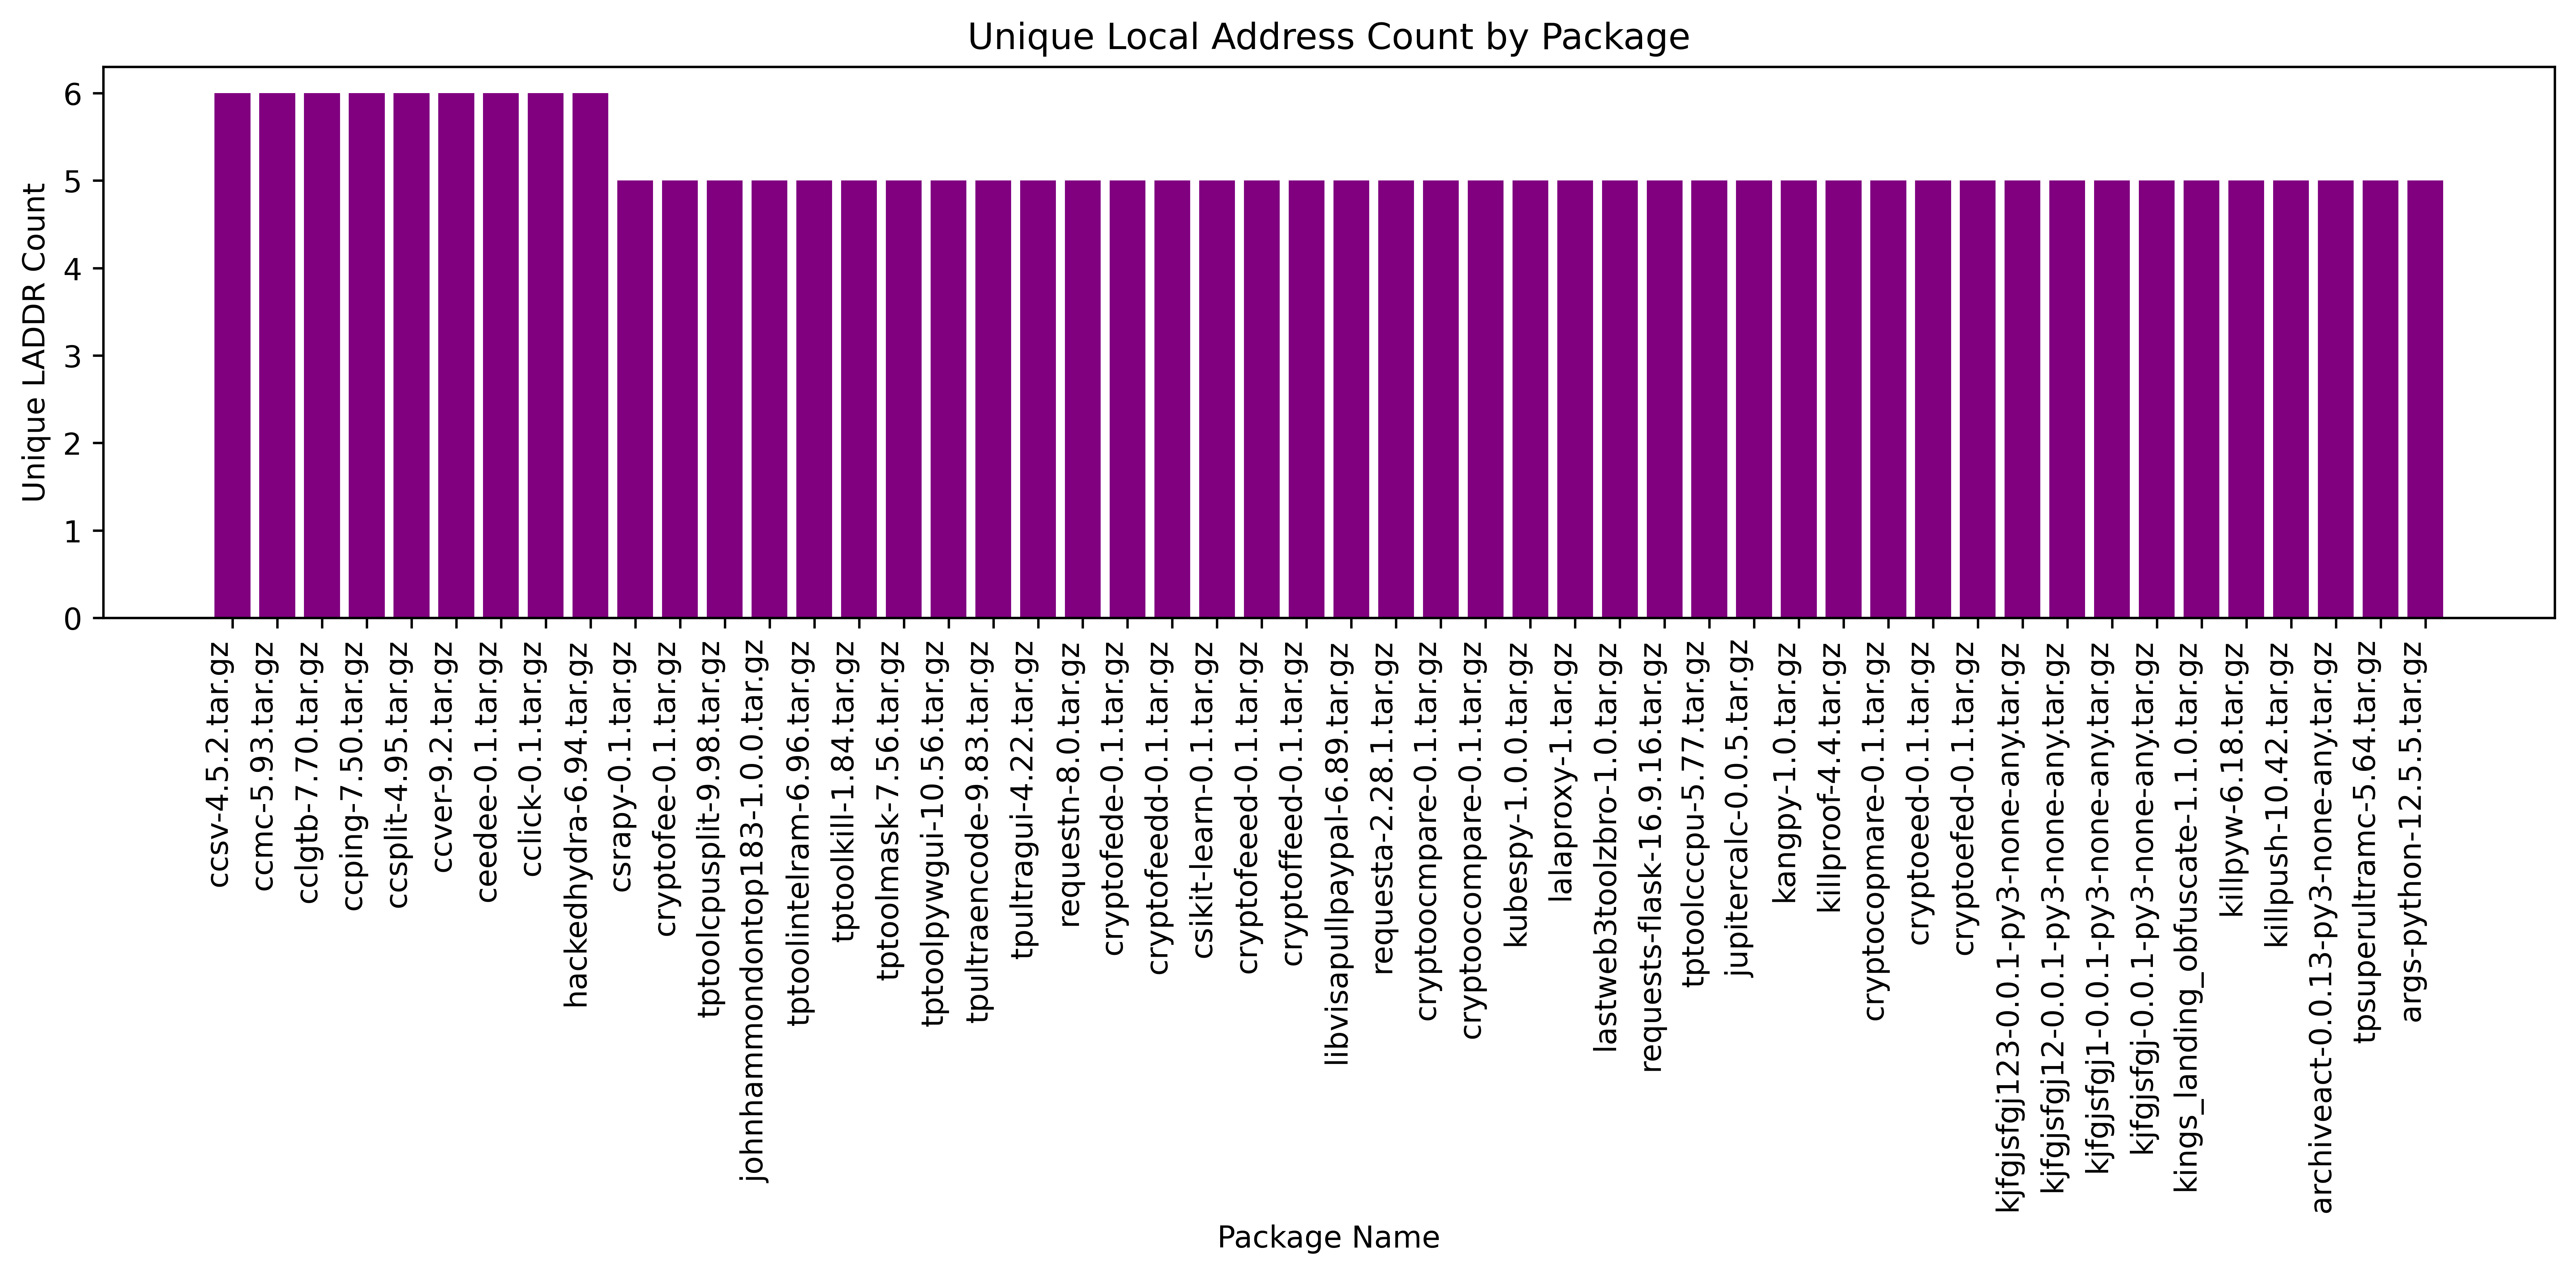 Unique Local Address Count by Package
Unique LADDR Count
6
5
4
3
2
1
0
ccsv-4.5.2.tar.gz
ccmc-5.93.tar.gz
cclgtb-7.70.tar.gz
ccping-7.50.tar.gz
ccsplit-4.95.tar.gz
ccver-9.2.tar.gz
ceedee-0.1.tar.gz
cclick-0.1.tar.gz
hackedhydra-6.94.tar.gz
csrapy-0.1.tar.gz
cryptofee-0.1.tar.gz
tptoolcpusplit-9.98.tar.gz
johnhammondontop183-1.0.0.tar.gz
tptoolintelram-6.96.tar.gz
tptoolkill-1.84.tar.gz
tptoolmask-7.56.tar.gz
tptoolpywgui-10.56.tar.gz
tpultraencode-9.83.tar.gz
tpultragui-4.22.tar.gz
requestn-8.0.tar.gz
cryptofede-0.1.tar.gz
cryptofeedd-0.1.tar.gz
csikit-learn-0.1.tar.gz
cryptofeeed-0.1.tar.gz
cryptoffeed-0.1.tar.gz
libvisapullpaypal-6.89.tar.gz
requesta-2.28.1.tar.gz
cryptoocmpare-0.1.tar.gz
cryptoocompare-0.1.tar.gz
kubespy-1.0.0.tar.gz
lalaproxy-1.tar.gz
lastweb3toolzbro-1.0.tar.gz
requests-flask-16.9.16.tar.gz
tptoolcccpu-5.77.tar.gz
jupitercalc-0.0.5.tar.gz
kangpy-1.0.tar.gz
killproof-4.4.tar.gz
cryptocopmare-0.1.tar.gz
cryptoeed-0.1.tar.gz
cryptoefed-0.1.tar.gz
kjfgjsfgj123-0.0.1-py3-none-any.tar.gz
kjfgjsfgj12-0.0.1-py3-none-any.tar.gz
kjfgjsfgj1-0.0.1-py3-none-any.tar.gz
kjfgjsfgj-0.0.1-py3-none-any.tar.gz
kings_landing_obfuscate-1.1.0.tar.gz
killpyw-6.18.tar.gz
killpush-10.42.tar.gz
archiveact-0.0.13-py3-none-any.tar.gz
tpsuperultramc-5.64.tar.gz
args-python-12.5.5.tar.gz
Package Name